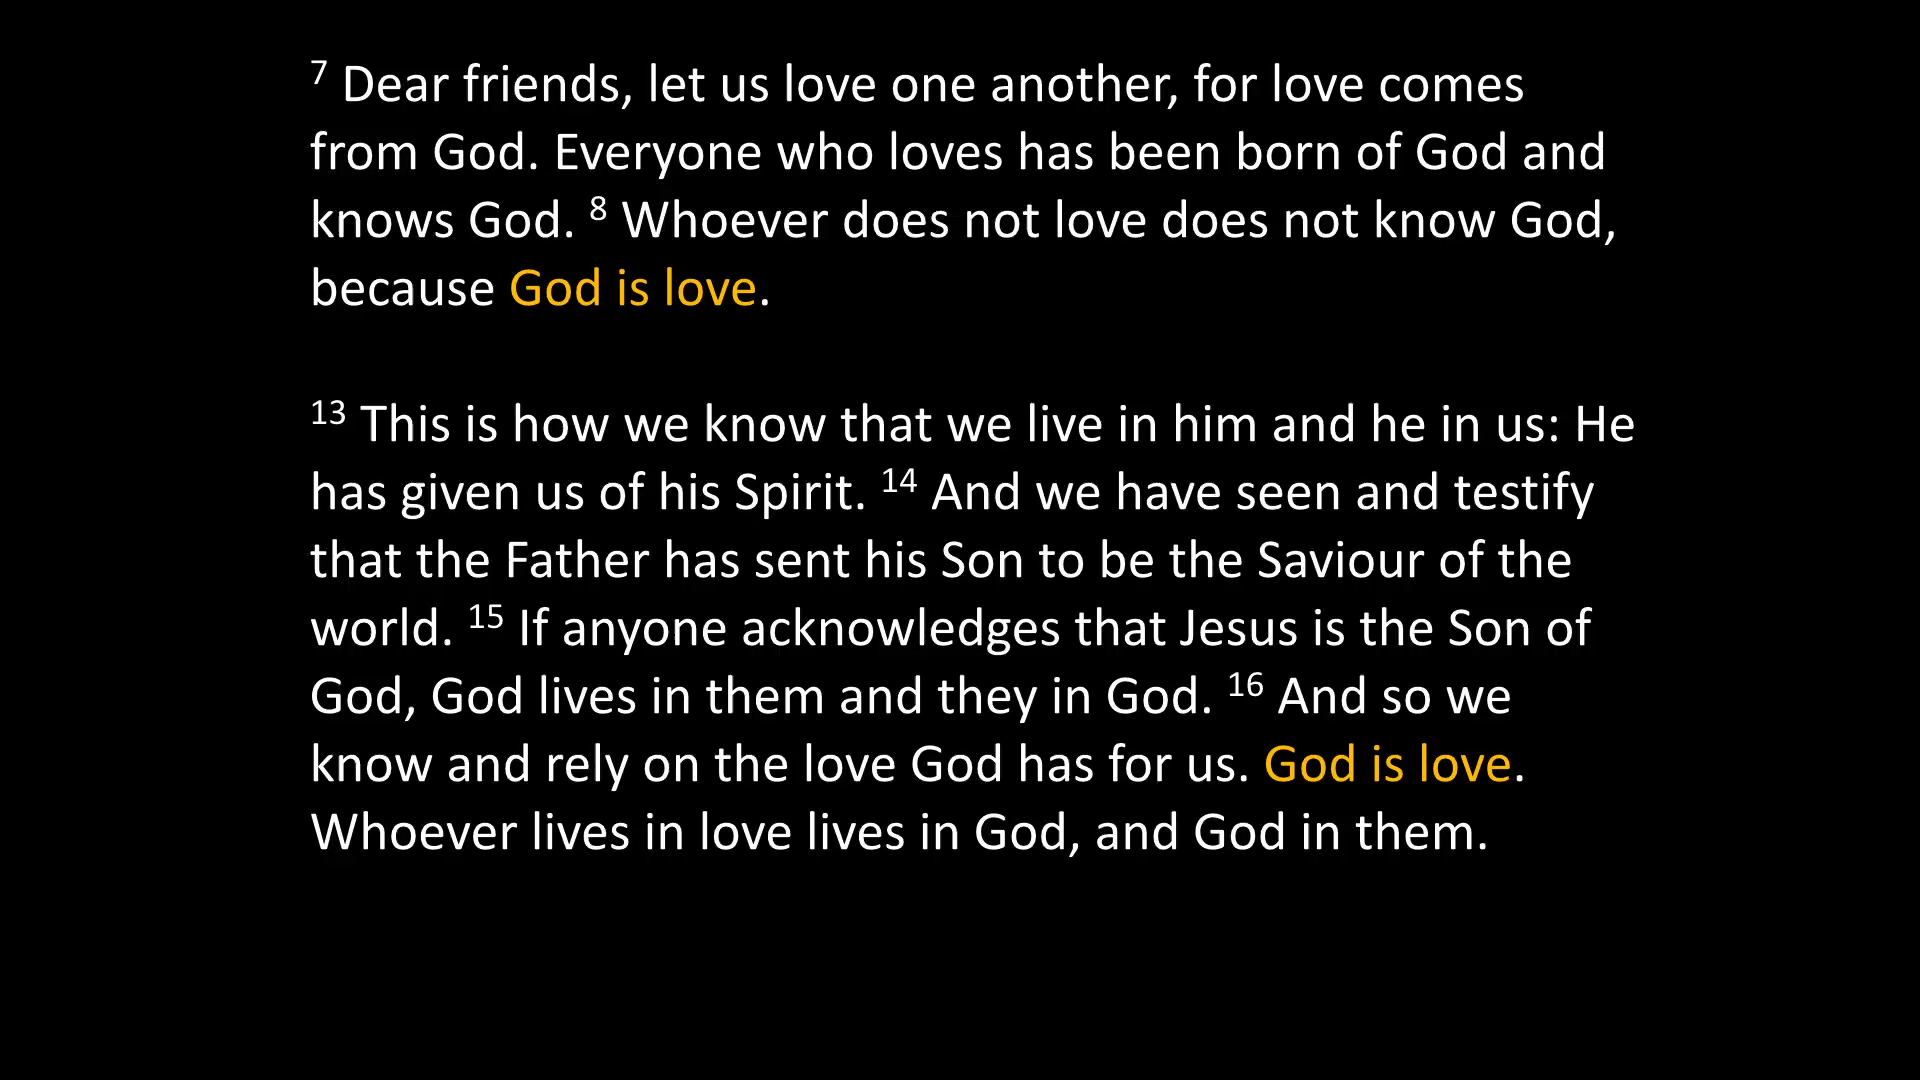 7 Dear friends, let us love one another, for love comes
from God. Everyone who loves has been born of God and
knows God. 8 Whoever does not love does not know God,
because God is love.
13 This is how we know that we live in him and he in us: He
has given us of his Spirit. 14 And we have seen and testify
that the Father has sent his Son to be the Saviour of the
world. 15 If anyone acknowledges that Jesus is the Son of
God, God lives in them and they in God. 16 And so we
know and rely on the love God has for us. God is love.
Whoever lives in love lives in God, and God in them.